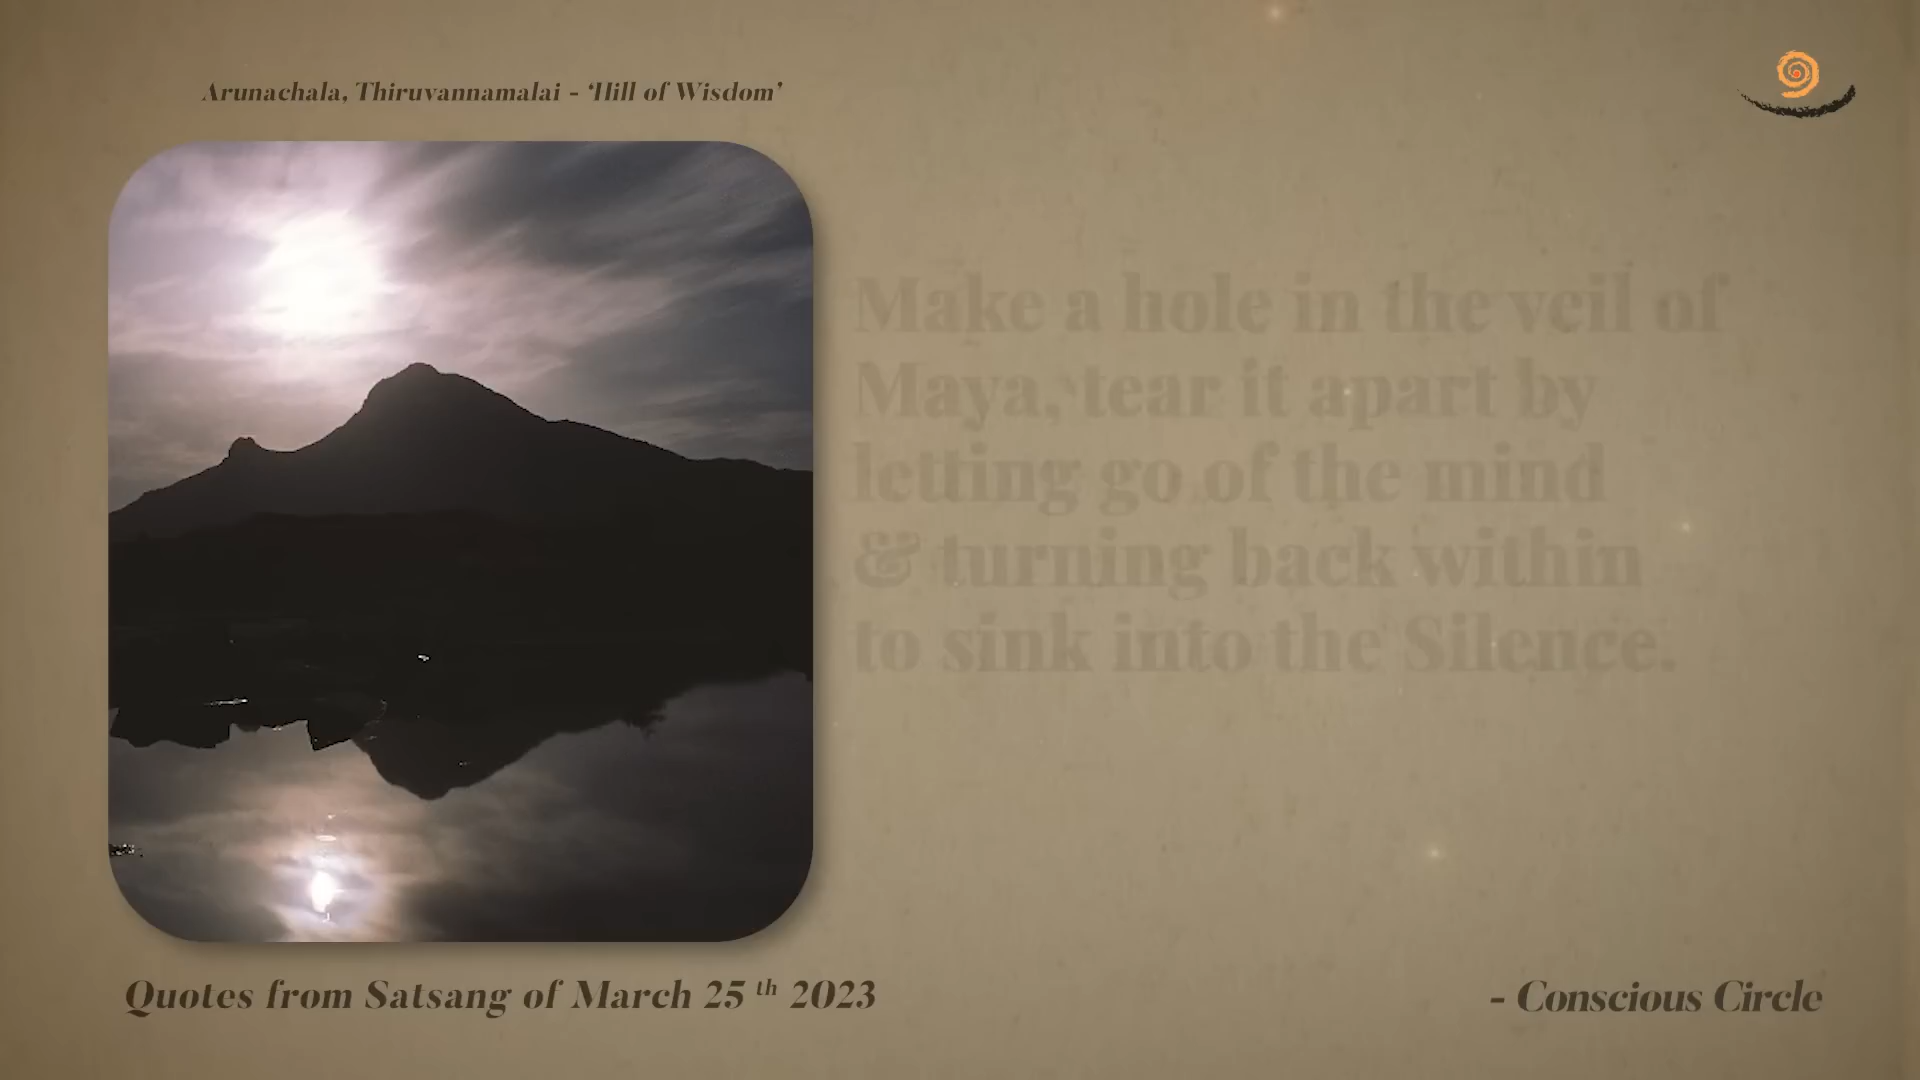 Arunachala, Thiruvannamalai - ‘Hill of Wisdom’
Make a hole in the veil of
Maya, tear it apart by
letting go of the mind
& turning back within
to sink into the Silence.
Quotes from Satsang of March 25 th 2023
- Conscious Circle